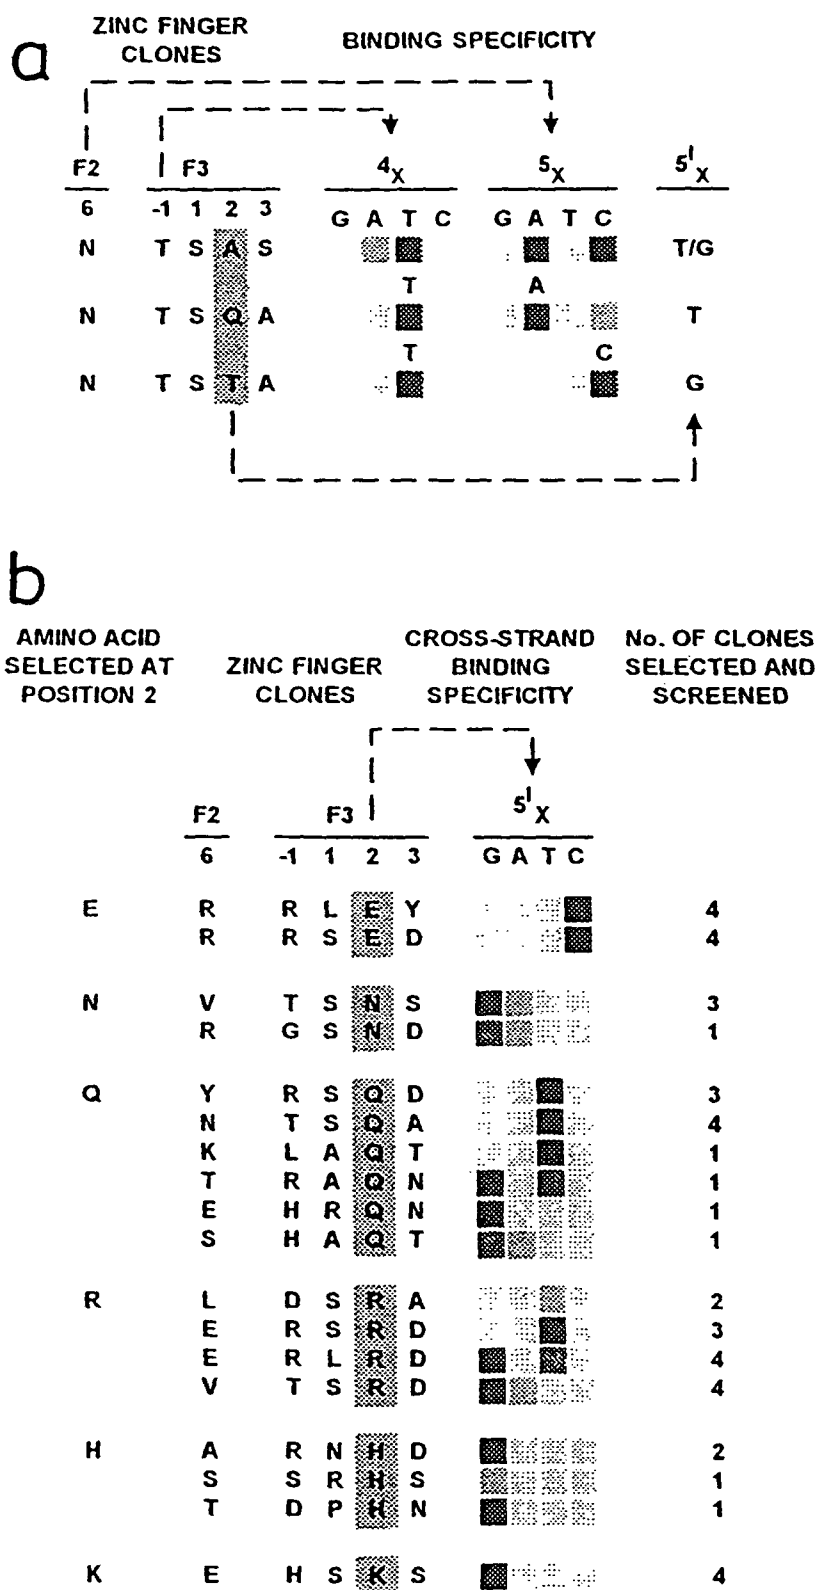 a
ZINC FINGER CLONES BINDING SPECIFICITY
F2 F3 4X 5X 5'X
6 -1 1 2 3 G A T C G A T C
N T S A S T/G
T A
N T S Q A T
T C
N T S T A G
b
AMINO ACID SELECTED AT POSITION 2 ZINC FINGER CLONES CROSS-STRAND BINDING SPECIFICITY No. OF CLONES SELECTED AND SCREENED
F2 F3 5'X
6 -1 1 2 3 G A T C
E R R L E Y 4
R R S E D 4
N V T S N S 3
R G S N D 1
Q Y R S Q D 3
N T S Q A 4
K L A Q T 1
T R A Q N 1
E H R Q N 1
S H A Q T 1
R L D S R A 2
E R S R D 3
E R L R D 4
V T S R D 4
H A R N H D 2
S S R H S 1
T D P H N 1
K E H S K S 4